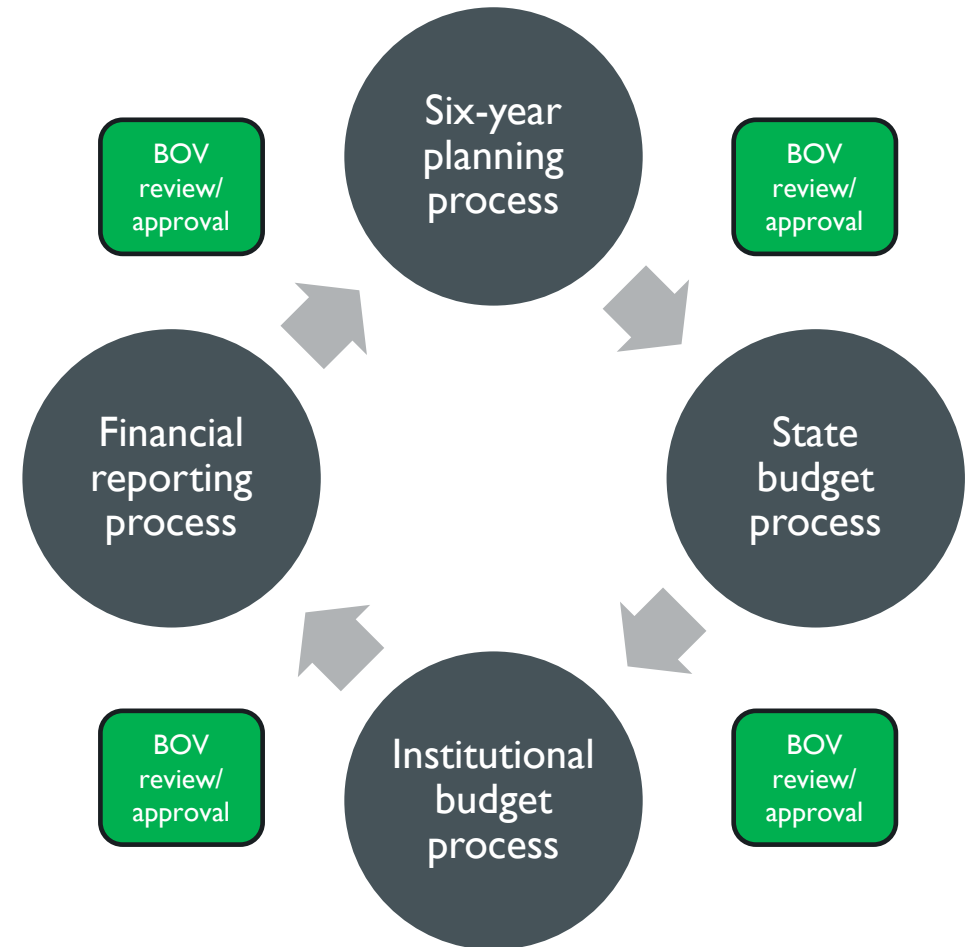 Six-year
planning
process
BOV
review/
approval
BOV
review/
approval
Financial
reporting
process
State
budget
process
Institutional
budget
process
BOV
review/
approval
BOV
review/
approval